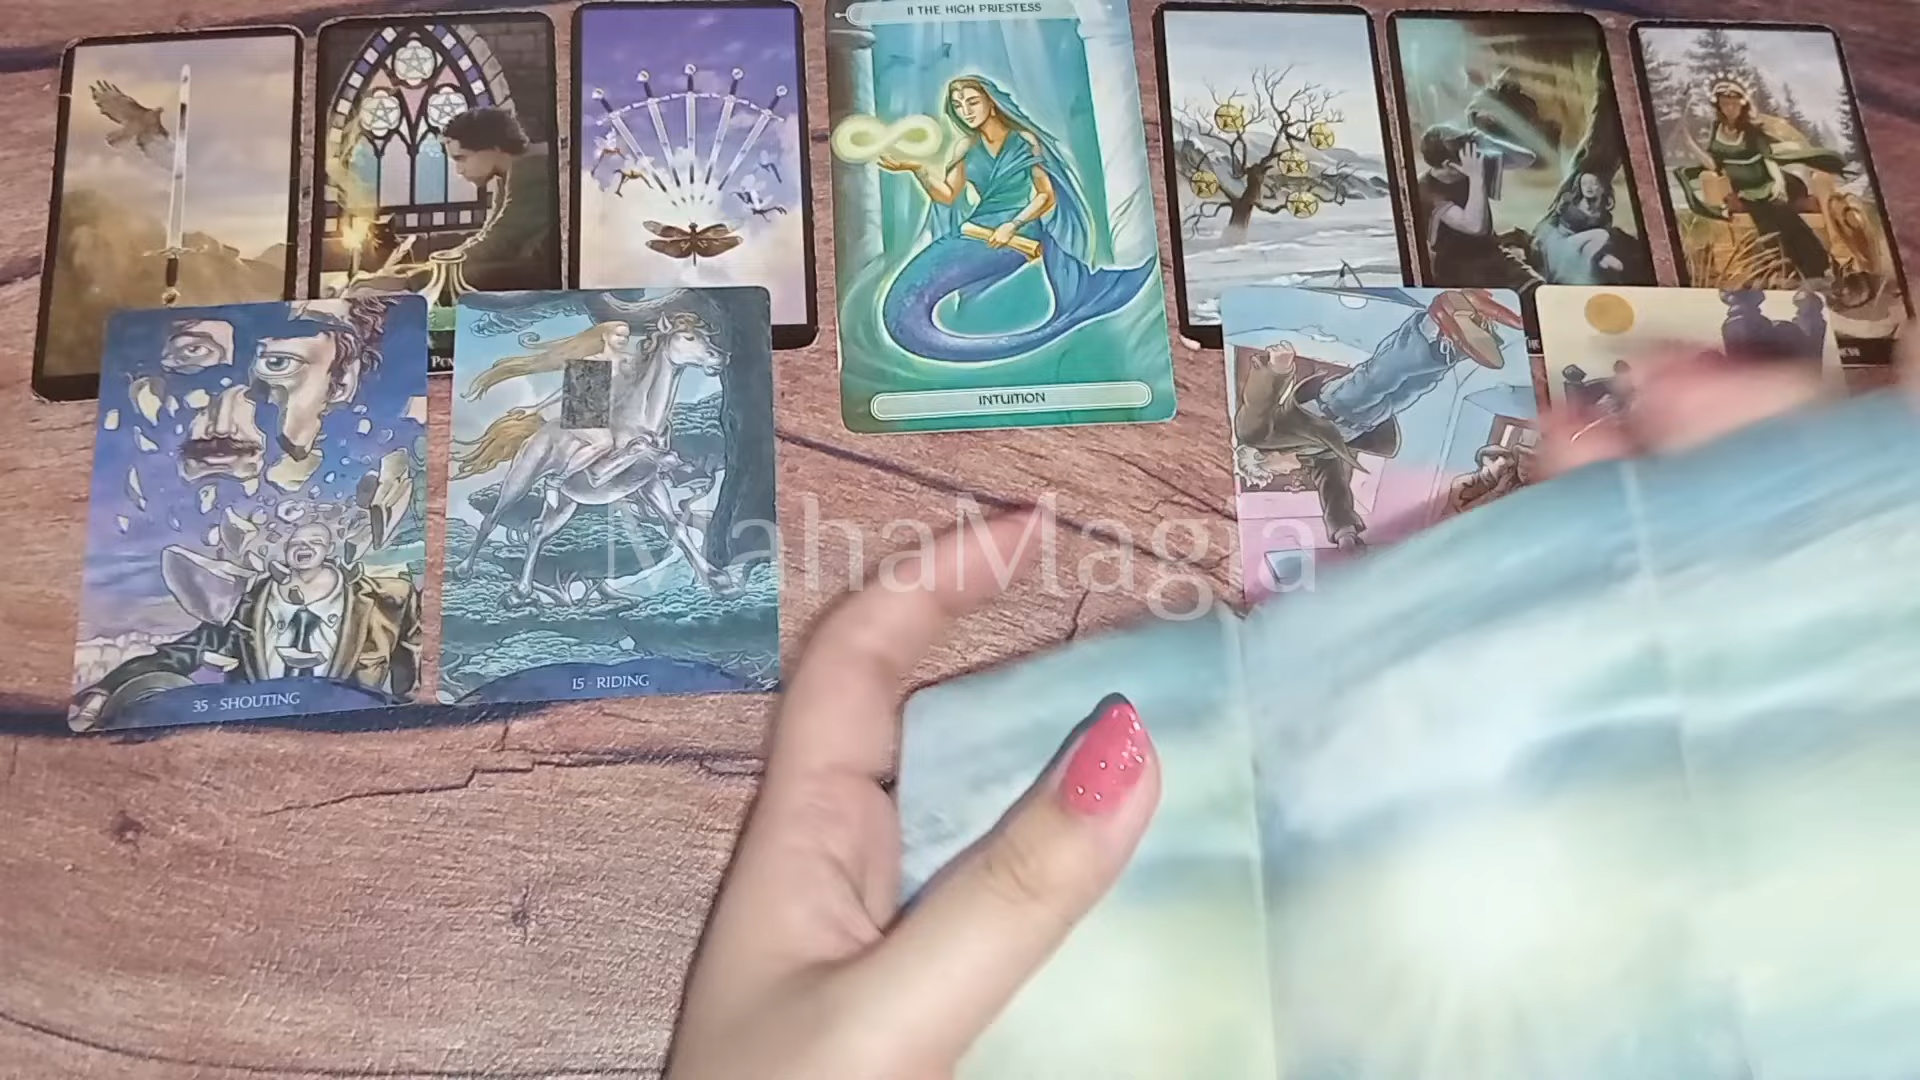 II THE HIGH PRIESTESS
INTUITION
MahaMagia
35 - SHOUTING
15 - RIDING